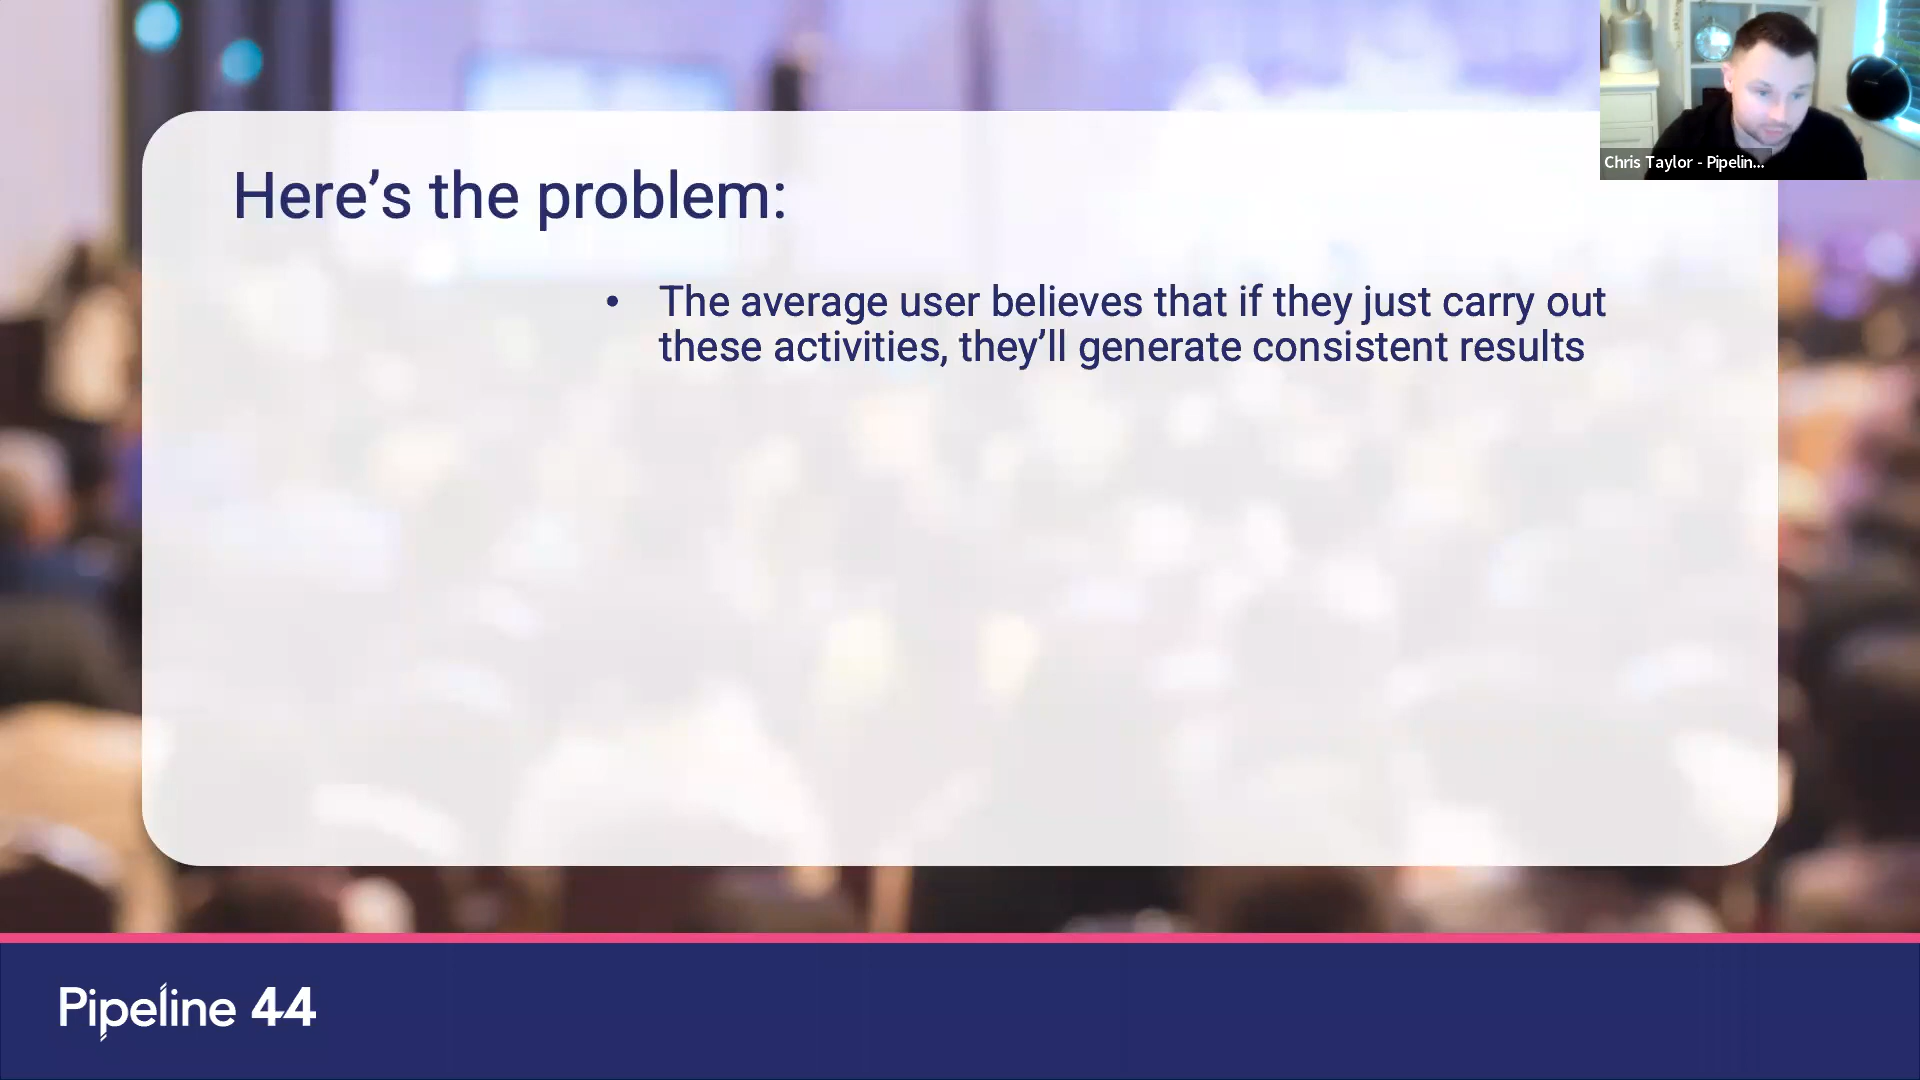 Chris Taylor - Pipelin...
Here’s the problem:
• The average user believes that if they just carry out
these activities, they’ll generate consistent results
Pipeline 44